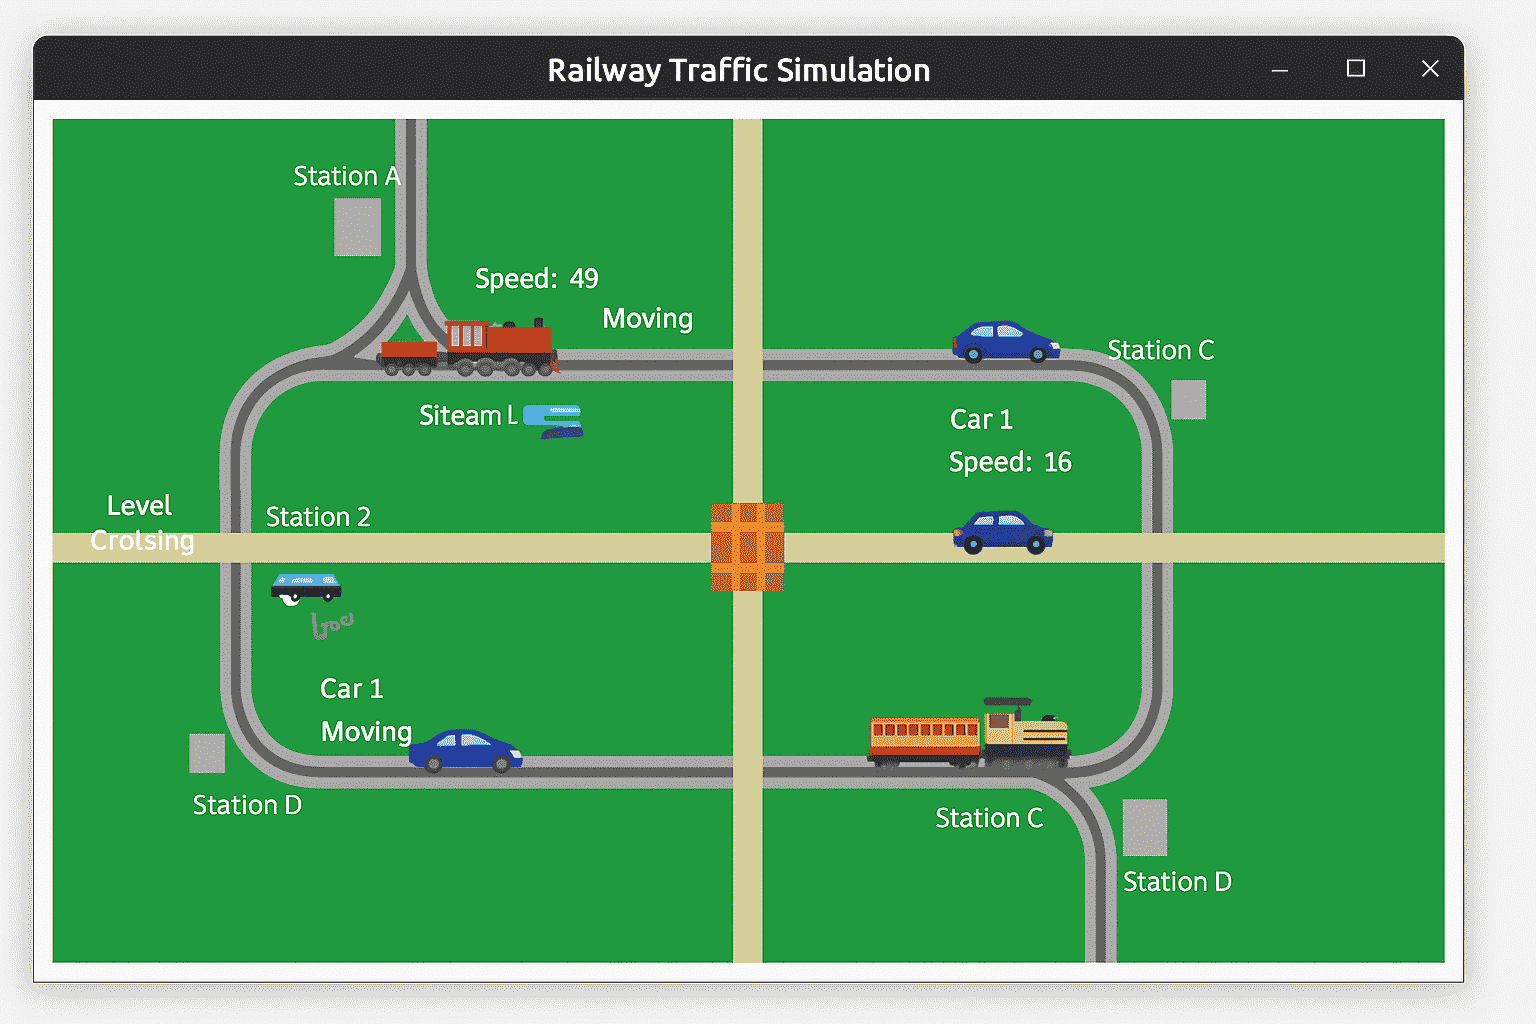 Railway Traffic Simulation
Station A
Speed: 49
Moving
Station C
Siteam L
Car 1
Speed: 16
Level
Crolsing
Station 2
Car 1
Moving
Station D
Station C
Station D